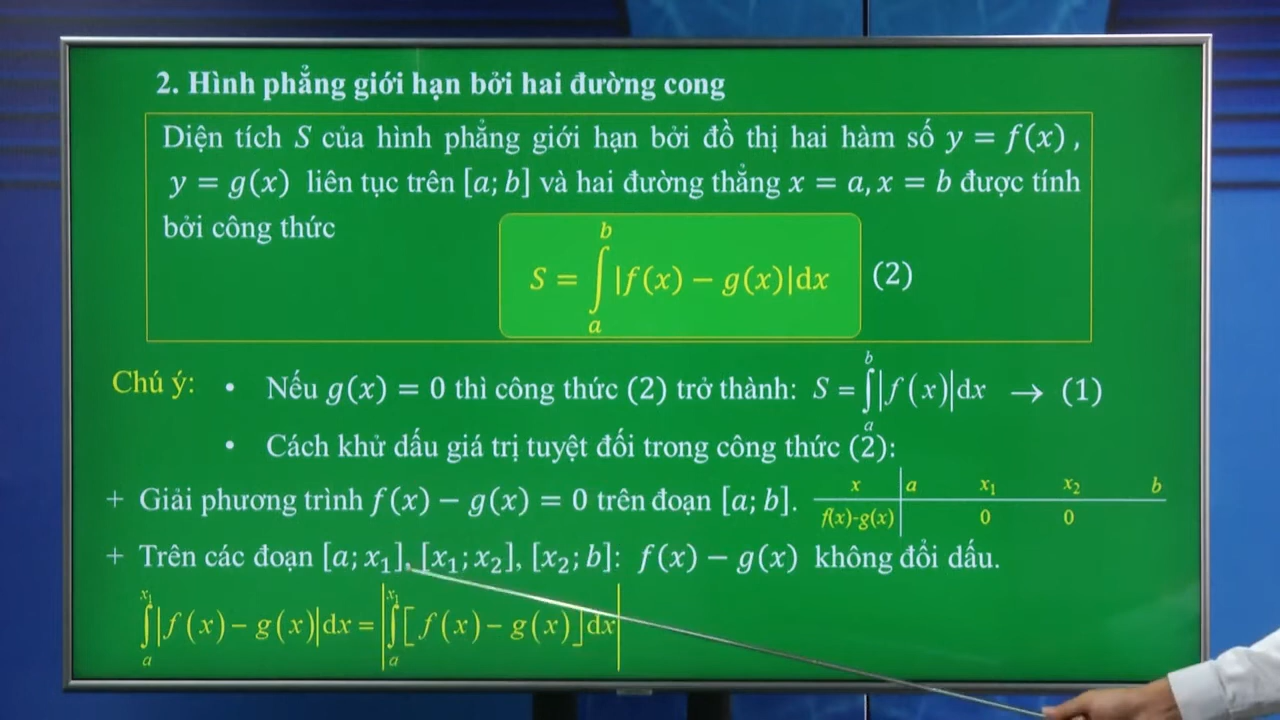 2. Hình phẳng giới hạn bởi hai đường cong
Diện tích S của hình phẳng giới hạn bởi đồ thị hai hàm số y = f(x),
y = g(x) liên tục trên [a; b] và hai đường thẳng x = a, x = b được tính
bởi công thức
S = ∫_a^b |f(x) − g(x)|dx (2)
Chú ý: • Nếu g(x) = 0 thì công thức (2) trở thành: S = ∫_a^b |f(x)|dx → (1)
• Cách khử dấu giá trị tuyệt đối trong công thức (2):
+ Giải phương trình f(x) − g(x) = 0 trên đoạn [a; b].
x a x₁ x₂ b
f(x)-g(x) 0 0
+ Trên các đoạn [a; x₁], [x₁; x₂], [x₂; b]: f(x) − g(x) không đổi dấu.
∫_a^{x₁} |f(x) − g(x)|dx = |∫_a^{x₁} [f(x) − g(x)]dx|